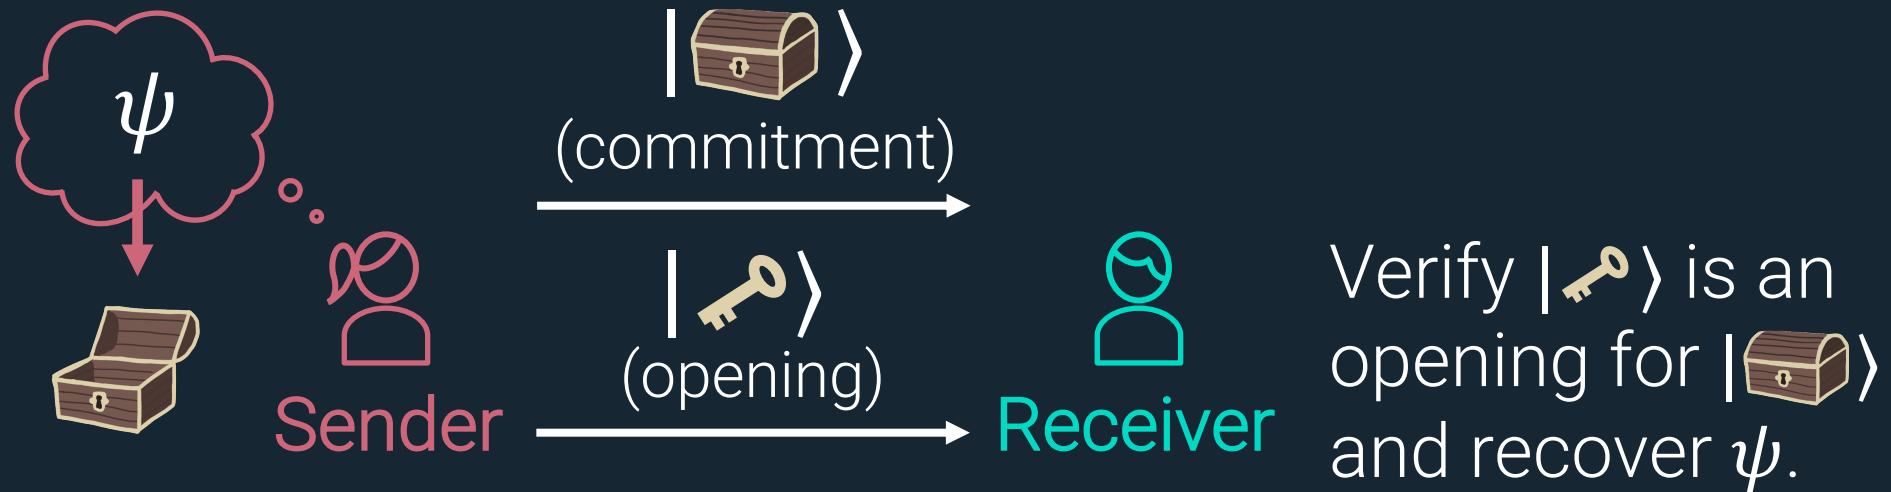 ψ
| ⟩
(commitment)
| ⟩
(opening)
Sender
Receiver
Verify | ⟩ is an
opening for | ⟩
and recover ψ.